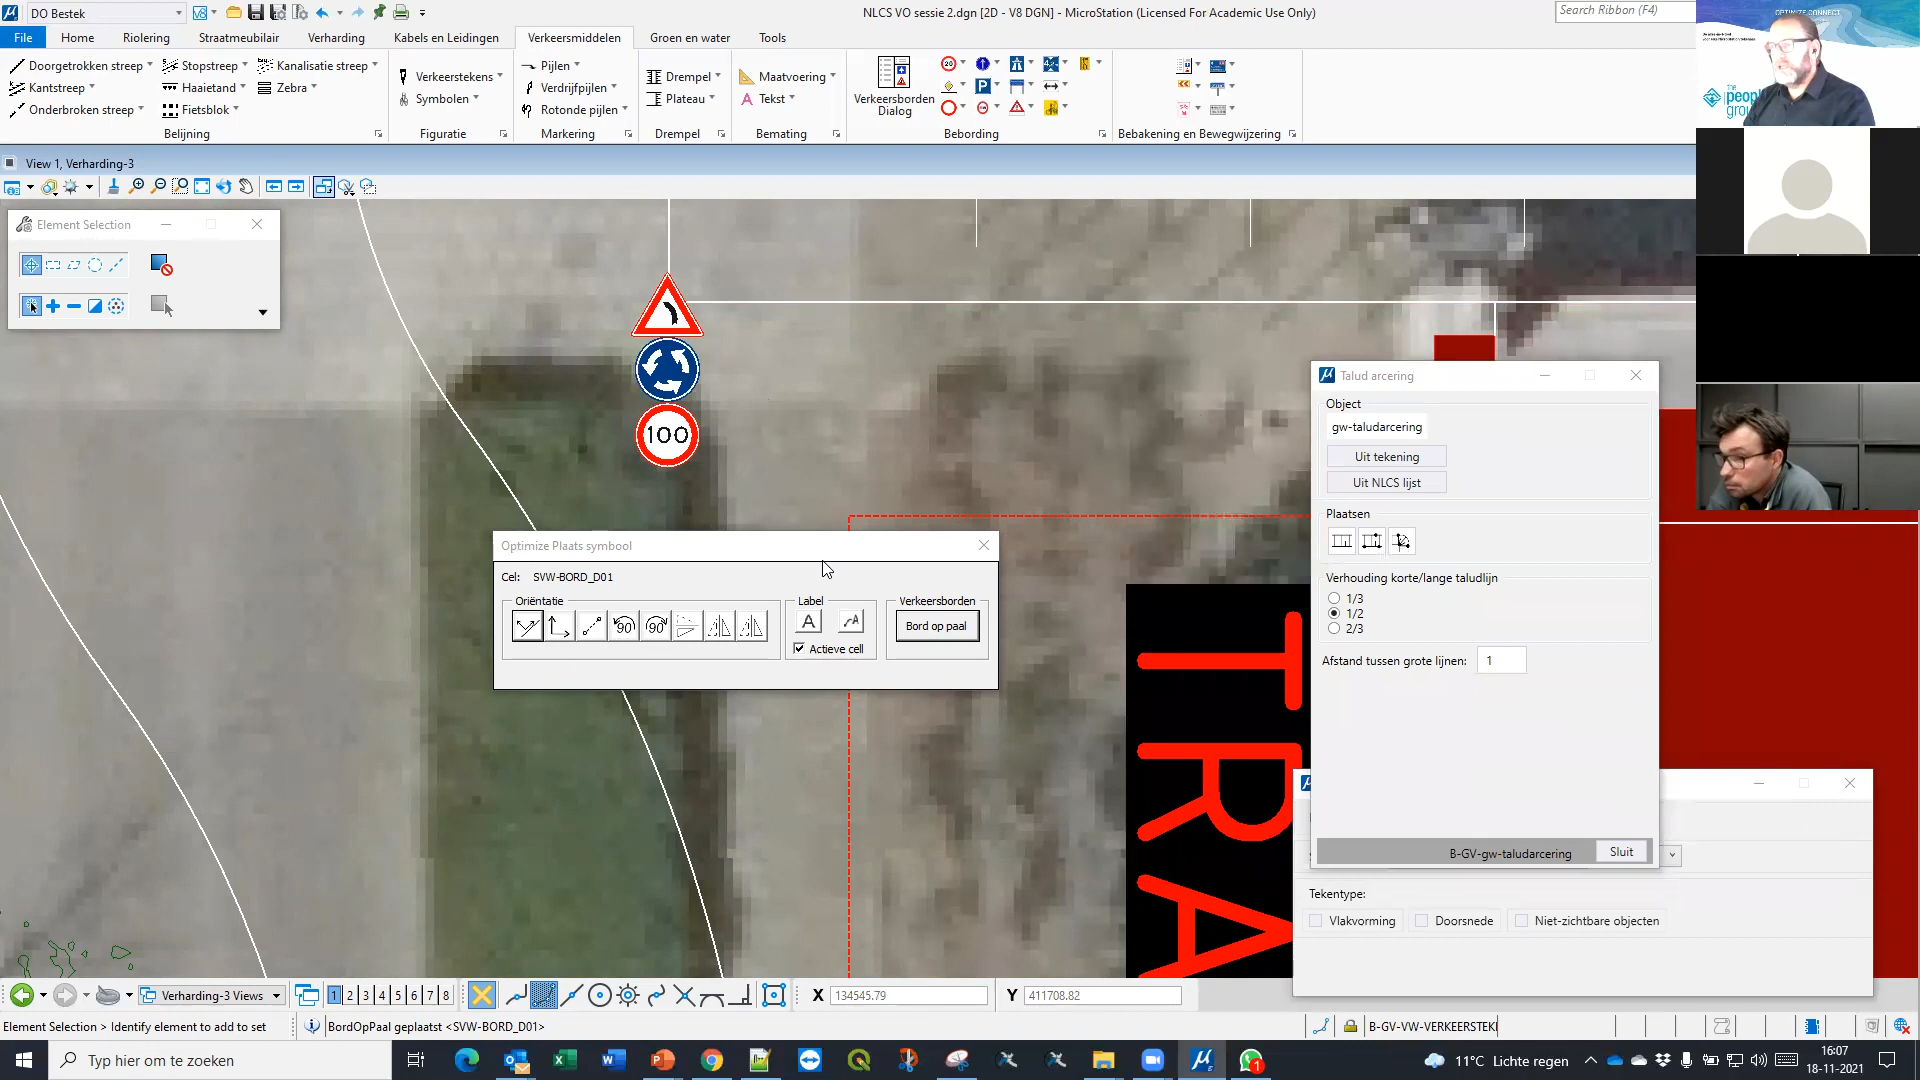 DO Bestek
NLCS VO sessie 2.dgn [2D - V8 DGN] - MicroStation (Licensed For Academic Use Only)
Search Ribbon (F4)
File
Home
Riolering
Straatmeubilair
Verharding
Kabels en Leidingen
Verkeersmiddelen
Groen en water
Tools
Doorgetrokken streep
Stopstreep
Kanalisatie streep
Kantstreep
Haaietand
Zebra
Onderbroken streep
Fietsblok
Belijning
Verkeerstekens
Symbolen
Figuratie
Pijlen
Verdrijfpijlen
Rotonde pijlen
Markering
Drempel
Plateau
Drempel
Maatvoering
Tekst
Bemating
Verkeersborden
Dialog
Bebording
Bebakening en Bewegwijzering
View 1, Verharding-3
Element Selection
100
Optimize Plaats symbool
Cel: SVW-BORD_D01
Oriëntatie
90
90
Label
A
A
Actieve cell
Verkeersborden
Bord op paal
TRA
Talud arcering
Object
gw-taludarcering
Uit tekening
Uit NLCS lijst
Plaatsen
Verhouding korte/lange taludlijn
1/3
1/2
2/3
Afstand tussen grote lijnen: 1
B-GV-gw-taludarcering
Sluit
Tekentype:
Vlakvorming
Doorsnede
Niet-zichtbare objecten
the
people
group
Verharding-3 Views
1 2 3 4 5 6 7 8
X 134545.79
Y 411708.82
Element Selection > Identify element to add to set
BordOpPaal geplaatst <SVW-BORD_D01>
B-GV-VW-VERKEERSTEK
Typ hier om te zoeken
11°C Lichte regen
16:07
18-11-2021